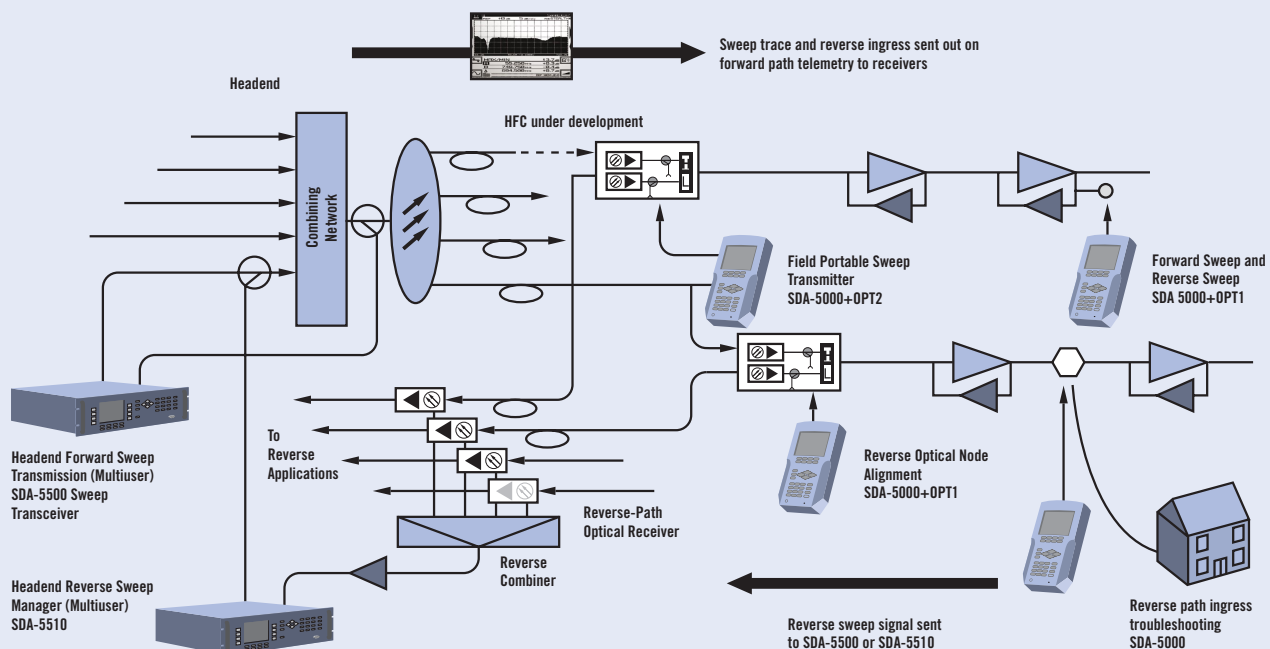 Sweep trace and reverse ingress sent out on
forward path telemetry to receivers
Headend
HFC under development
Combining
Network
Field Portable Sweep
Transmitter
SDA-5000+OPT2
Forward Sweep and
Reverse Sweep
SDA 5000+OPT1
H
L
H
L
To
Reverse
Applications
Headend Forward Sweep
Transmission (Multiuser)
SDA-5500 Sweep
Transceiver
Reverse Optical Node
Alignment
SDA-5000+OPT1
Reverse-Path
Optical Receiver
Reverse
Combiner
Headend Reverse Sweep
Manager (Multiuser)
SDA-5510
Reverse sweep signal sent
to SDA-5500 or SDA-5510
Reverse path ingress
troubleshooting
SDA-5000